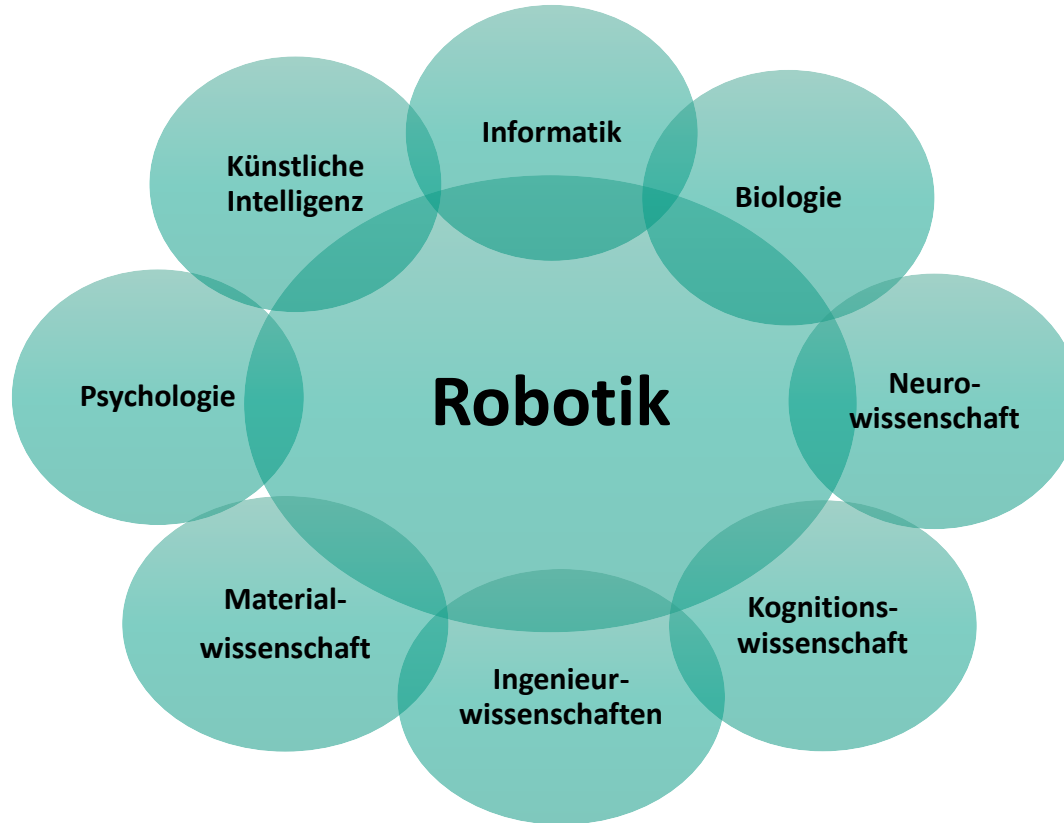 Informatik
Künstliche
Intelligenz
Biologie
Psychologie
Robotik
Neuro-
wissenschaft
Material-
wissenschaft
Kognitions-
wissenschaft
Ingenieur-
wissenschaften